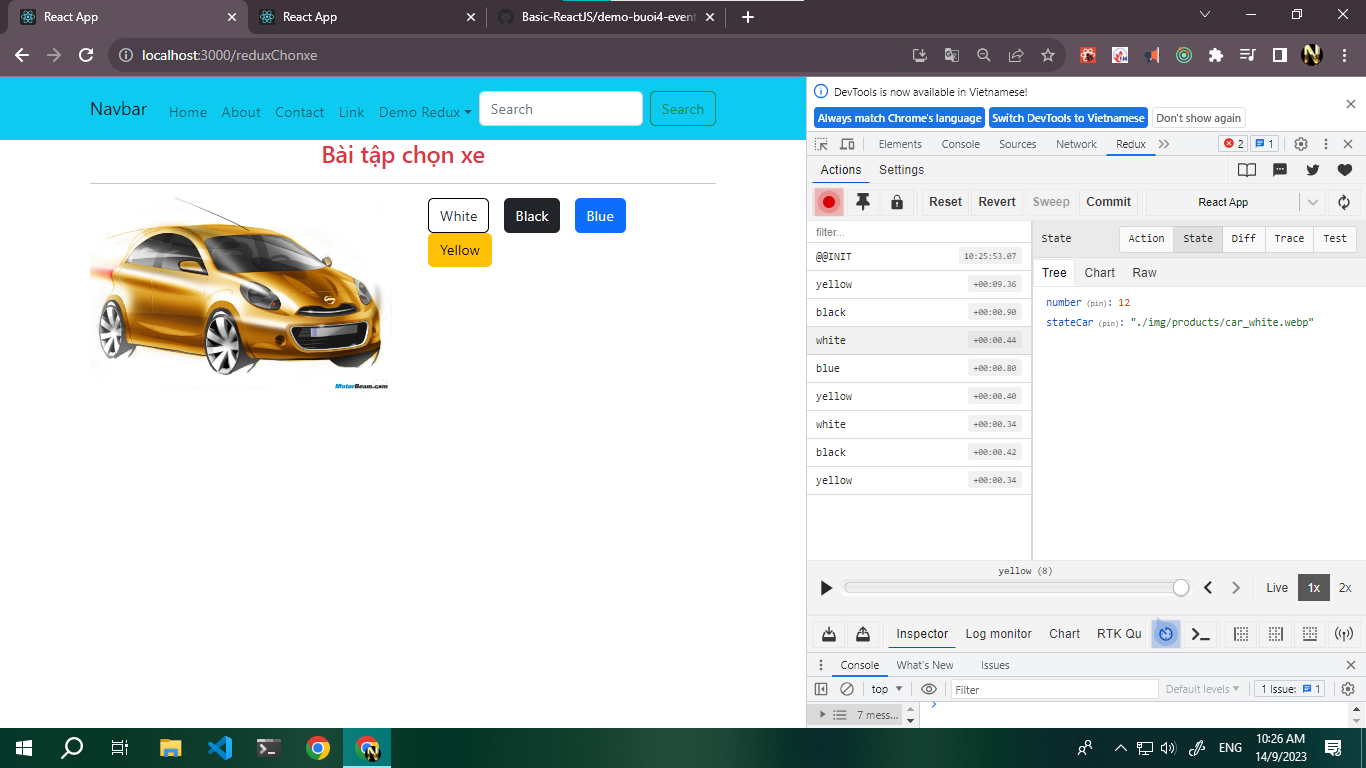 React App
React App
Basic-ReactJS/demo-buoi4-event
localhost:3000/reduxChonxe
Navbar
Home
About
Contact
Link
Demo Redux
Search
Search
Bài tập chọn xe
White
Black
Blue
Yellow
MotorBeam.com
DevTools is now available in Vietnamese!
Always match Chrome's language
Switch DevTools to Vietnamese
Don't show again
Elements
Console
Sources
Network
Redux
2
1
Actions
Settings
Reset
Revert
Sweep
Commit
React App
filter...
@@INIT 10:25:53.07
yellow +00:09.36
black +00:00.90
white +00:00.44
blue +00:00.80
yellow +00:00.40
white +00:00.34
black +00:00.42
yellow +00:00.34
State
Action
State
Diff
Trace
Test
Tree
Chart
Raw
number (pin): 12
stateCar (pin): "./img/products/car_white.webp"
yellow (8)
Live
1x
2x
Inspector
Log monitor
Chart
RTK Qu
Console
What's New
Issues
top
Filter
Default levels
1 Issue: 1
7 mess...
ENG
10:26 AM
14/9/2023